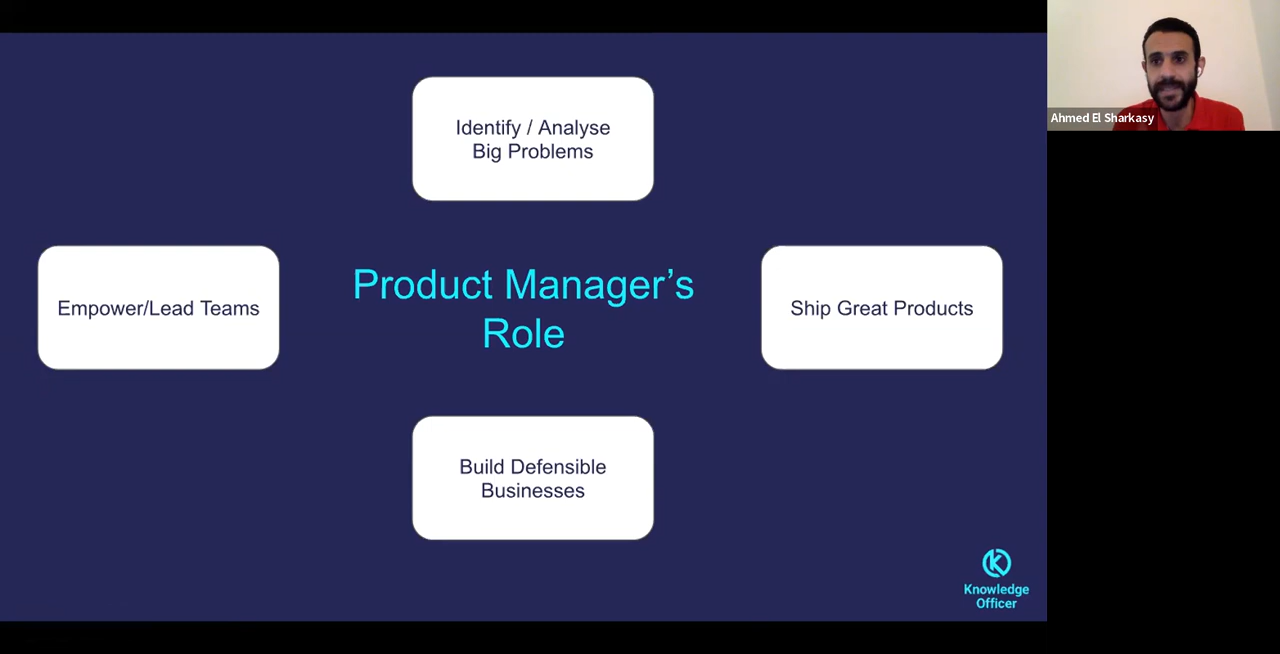 Identify / Analyse
Big Problems
Ahmed El Sharkasy
Empower/Lead Teams
Product Manager’s
Role
Ship Great Products
Build Defensible
Businesses
Knowledge
Officer